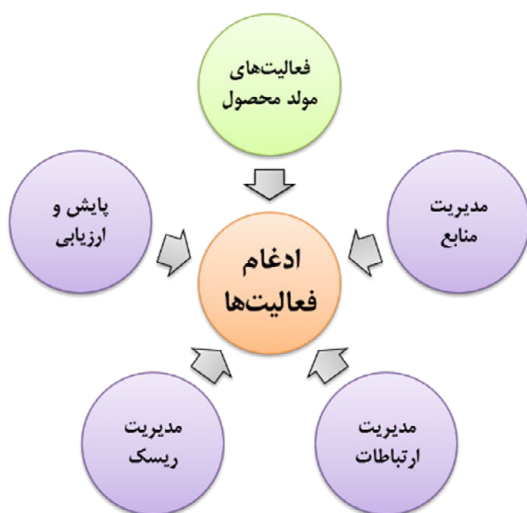 فعالیت‌های
مولد محصول
مدیریت
منابع
پایش و
ارزیابی
ادغام
فعالیت‌ها
مدیریت
ارتباطات
مدیریت
ریسک